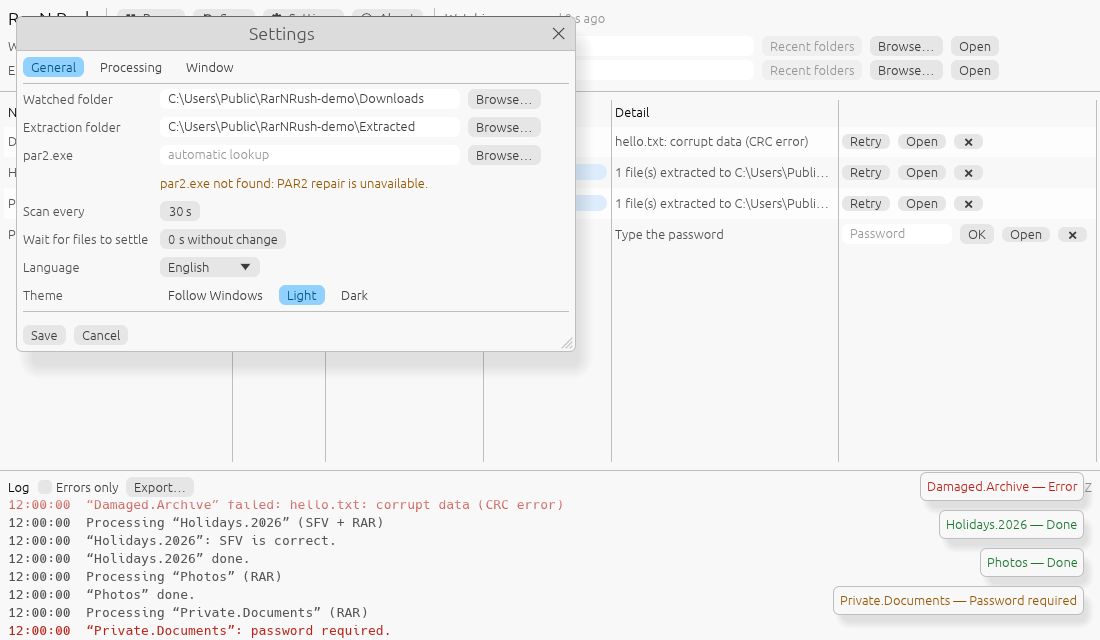 s ago
Settings
General Processing Window
Watched folder C:\Users\Public\RarNRush-demo\Downloads Browse…
Extraction folder C:\Users\Public\RarNRush-demo\Extracted Browse…
par2.exe automatic lookup Browse…
par2.exe not found: PAR2 repair is unavailable.
Scan every 30 s
Wait for files to settle 0 s without change
Language English
Theme Follow Windows Light Dark
Save Cancel
Recent folders Browse… Open
Recent folders Browse… Open
Detail
hello.txt: corrupt data (CRC error) Retry Open ×
1 file(s) extracted to C:\Users\Publi… Retry Open ×
1 file(s) extracted to C:\Users\Publi… Retry Open ×
Type the password Password OK Open ×
Log Errors only Export…
12:00:00 “Damaged.Archive” failed: hello.txt: corrupt data (CRC error)
12:00:00 Processing “Holidays.2026” (SFV + RAR)
12:00:00 “Holidays.2026”: SFV is correct.
12:00:00 “Holidays.2026” done.
12:00:00 Processing “Photos” (RAR)
12:00:00 “Photos” done.
12:00:00 Processing “Private.Documents” (RAR)
12:00:00 “Private.Documents”: password required.
Damaged.Archive — Error
Holidays.2026 — Done
Photos — Done
Private.Documents — Password required